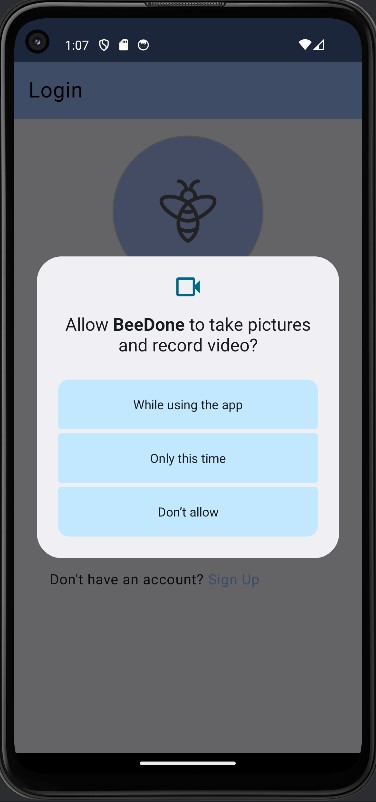 1:07
Login
Allow BeeDone to take pictures
and record video?
While using the app
Only this time
Don't allow
Don't have an account? Sign Up